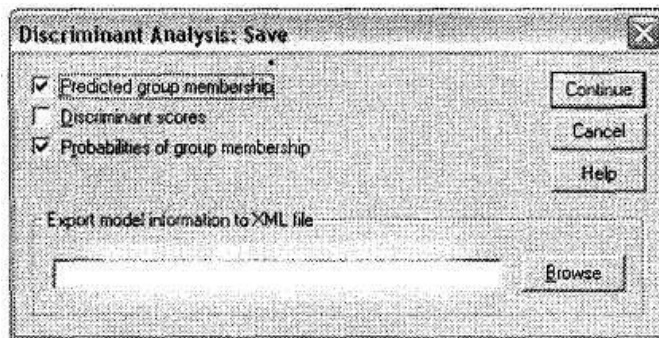 Discriminant Analysis: Save
Predicted group membership
Discriminant scores
Probabilities of group membership
Continue
Cancel
Help
Export model information to XML file
Browse